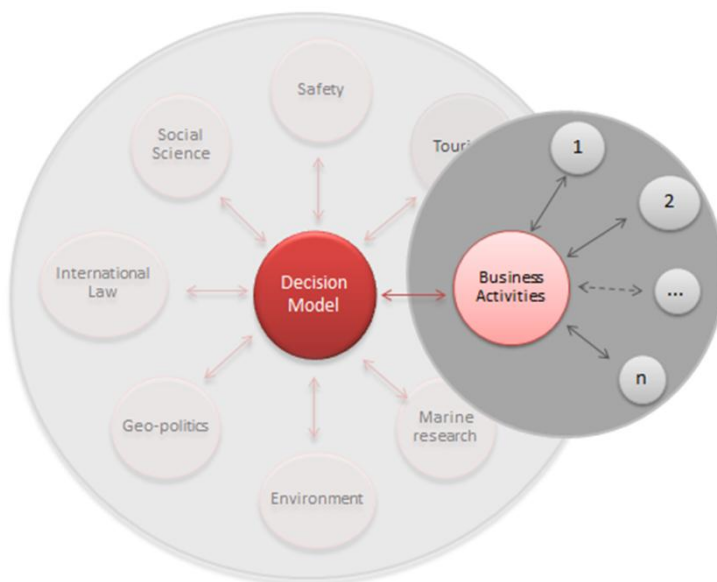 Safety
Social
Science
Touri
1
2
International
Law
Decision
Model
Business
Activities
...
n
Geo-politics
Marine
research
Environment